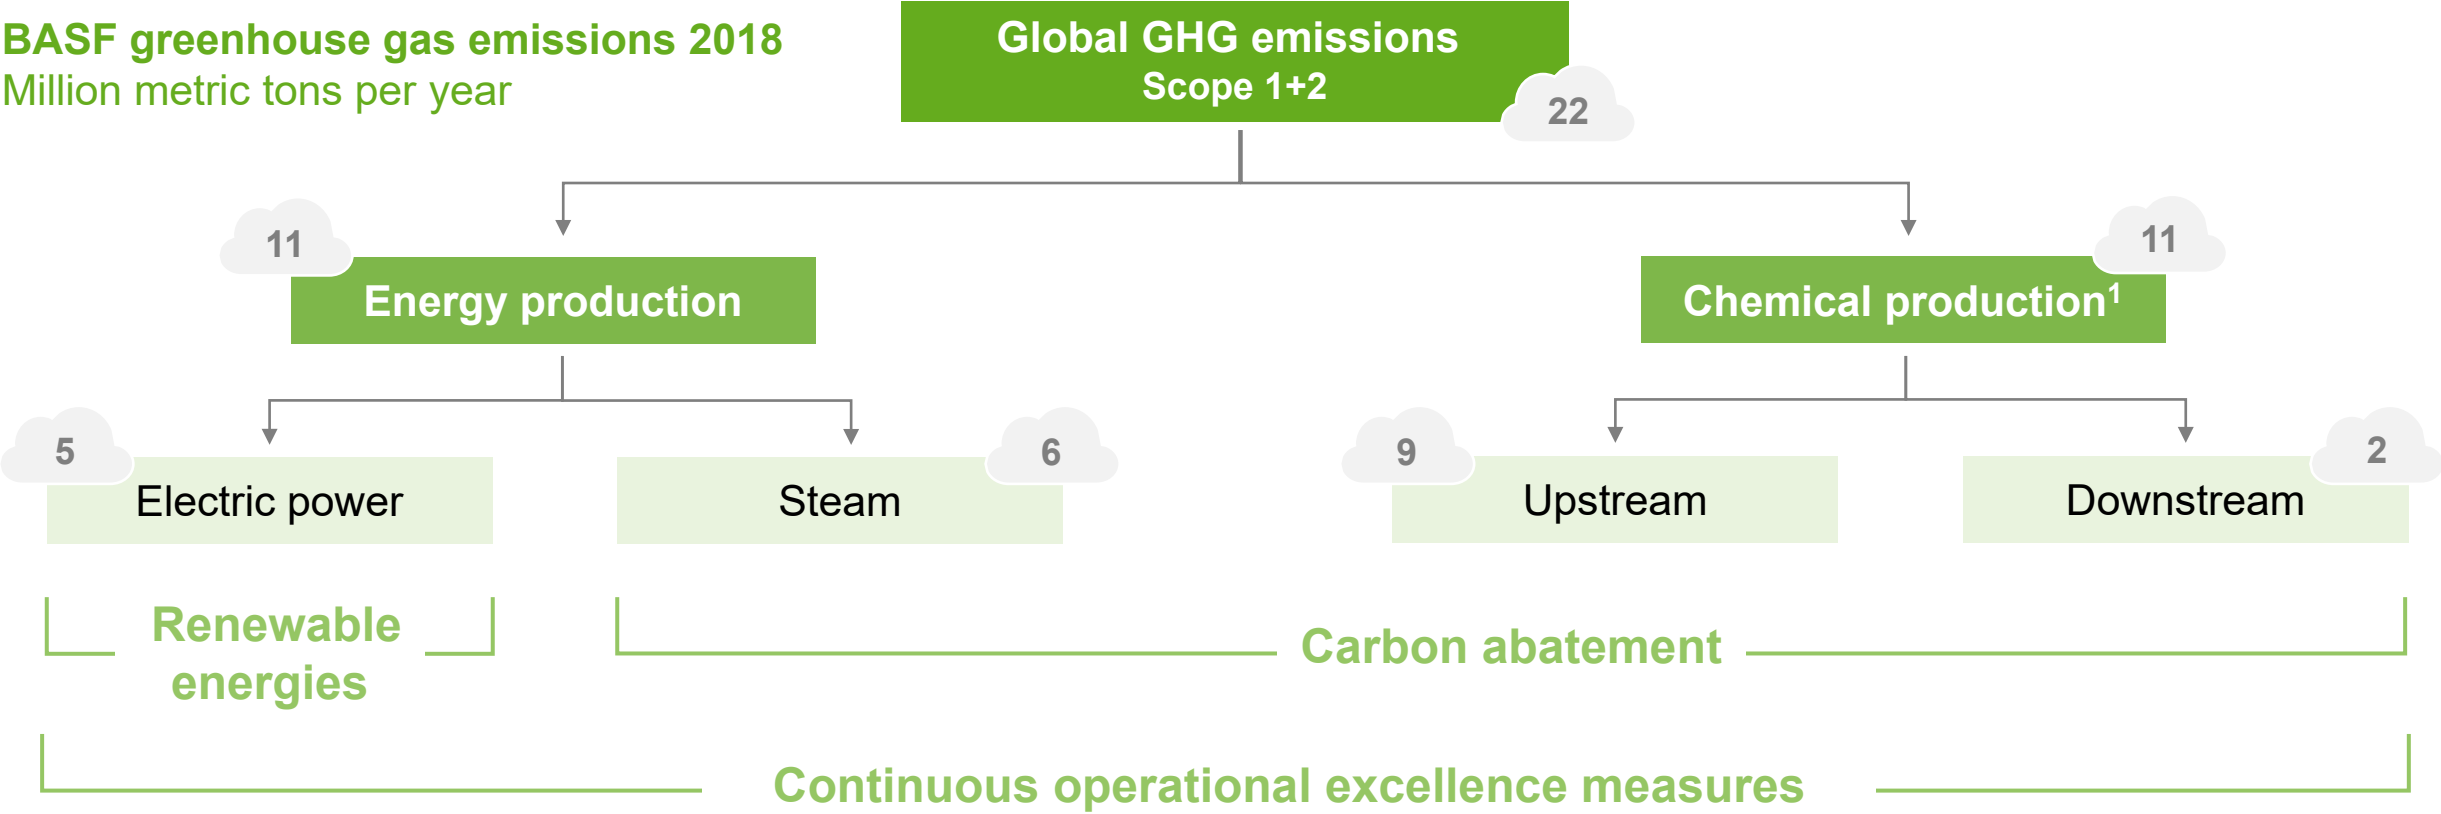 BASF greenhouse gas emissions 2018
Million metric tons per year
Global GHG emissions
Scope 1+2
22
11
Energy production
11
Chemical production¹
5
Electric power
6
Steam
9
Upstream
2
Downstream
Renewable
energies
Carbon abatement
Continuous operational excellence measures